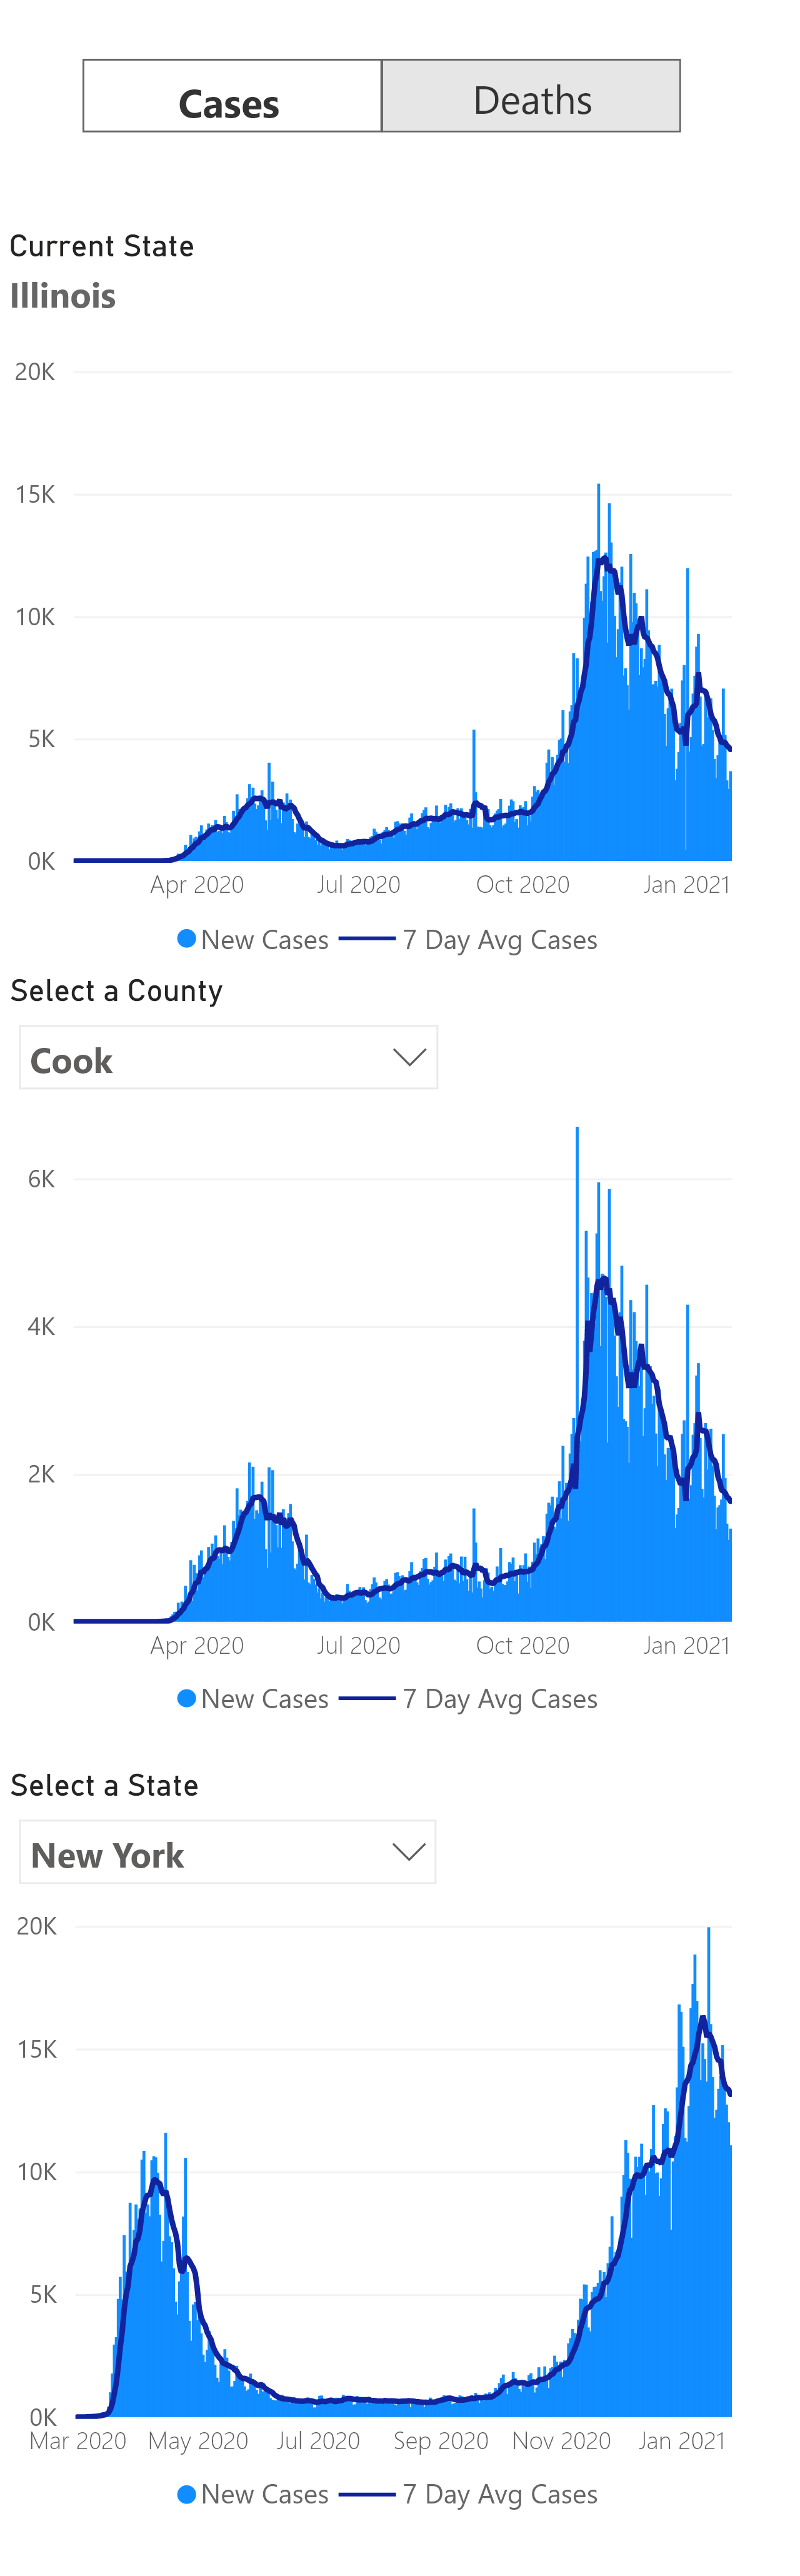 Cases Deaths
Current State
Illinois
20K
15K
10K
5K
0K
Apr 2020 Jul 2020 Oct 2020 Jan 2021
New Cases 7 Day Avg Cases
Select a County
Cook
6K
4K
2K
0K
Apr 2020 Jul 2020 Oct 2020 Jan 2021
New Cases 7 Day Avg Cases
Select a State
New York
20K
15K
10K
5K
0K
Mar 2020 May 2020 Jul 2020 Sep 2020 Nov 2020 Jan 2021
New Cases 7 Day Avg Cases